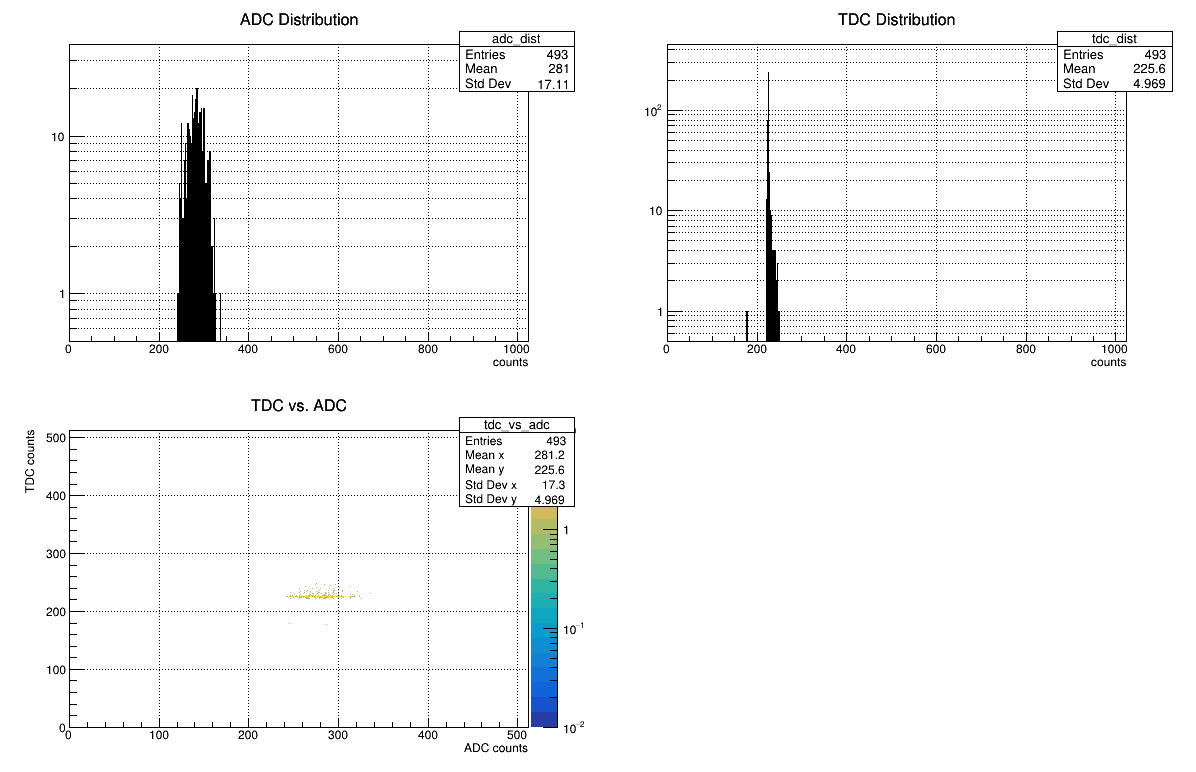 ADC Distribution
adc_dist
Entries 493
Mean 281
Std Dev 17.11
10
1
0 200 400 600 800 1000
counts
TDC Distribution
tdc_dist
Entries 493
Mean 225.6
Std Dev 4.969
10²
10
1
0 200 400 600 800 1000
counts
TDC vs. ADC
tdc_vs_adc
Entries 493
Mean x 281.2
Mean y 225.6
Std Dev x 17.3
Std Dev y 4.969
TDC counts
500
400
300
200
100
0
0 100 200 300 400 500
ADC counts
1
10⁻¹
10⁻²